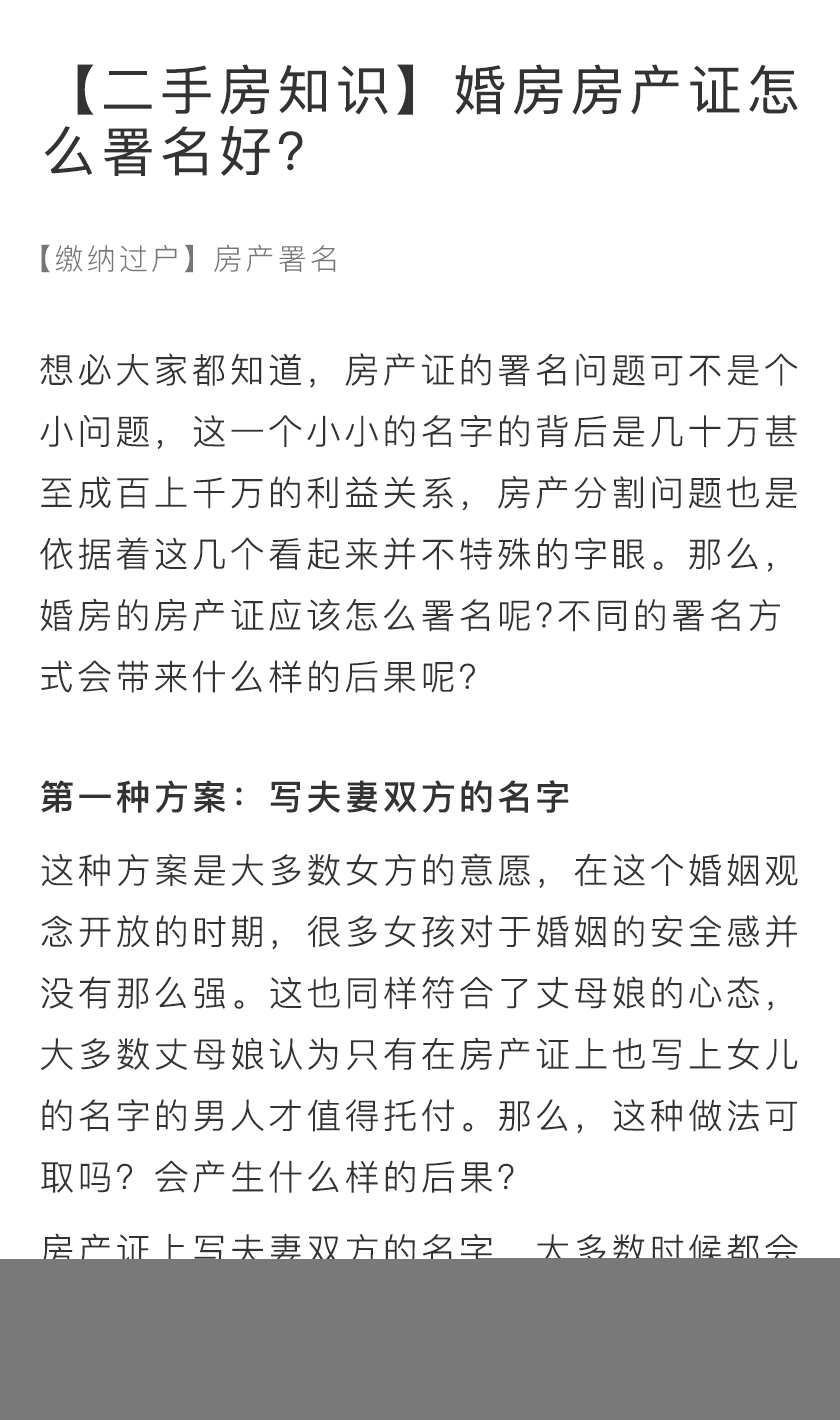 【二手房知识】婚房房产证怎
么署名好？
【缴纳过户】房产署名
想必大家都知道，房产证的署名问题可不是个
小问题，这一个小小的名字的背后是几十万甚
至成百上千万的利益关系，房产分割问题也是
依据着这几个看起来并不特殊的字眼。那么，
婚房的房产证应该怎么署名呢?不同的署名方
式会带来什么样的后果呢？
第一种方案：写夫妻双方的名字
这种方案是大多数女方的意愿，在这个婚姻观
念开放的时期，很多女孩对于婚姻的安全感并
没有那么强。这也同样符合了丈母娘的心态，
大多数丈母娘认为只有在房产证上也写上女儿
的名字的男人才值得托付。那么，这种做法可
取吗？会产生什么样的后果？
房产证上写夫妻双方的名字，大多数时候都会